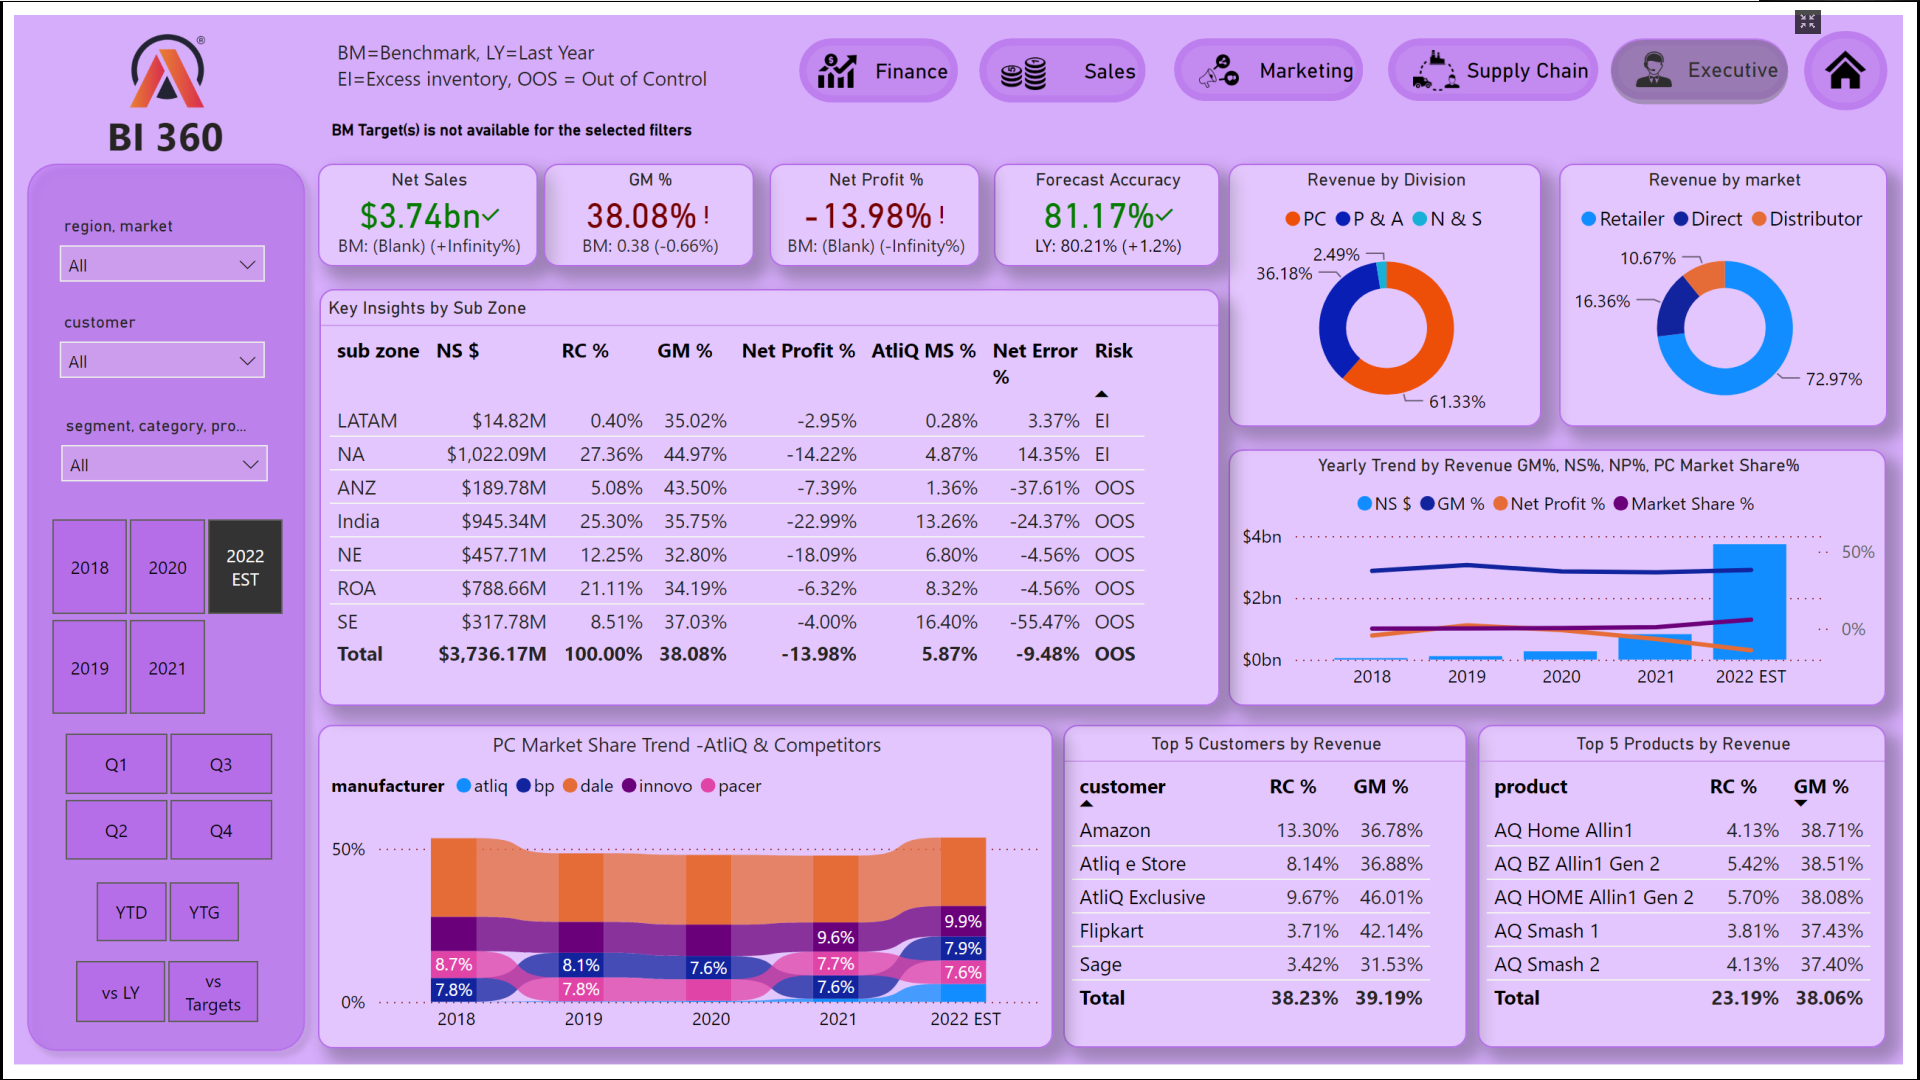 BM=Benchmark, LY=Last Year
EI=Excess inventory, OOS = Out of Control
BM Target(s) is not available for the selected filters
Finance
Sales
Marketing
Supply Chain
Executive
®
BI 360
region, market
All
customer
All
segment, category, pro...
All
2018 2020 2022 EST
2019 2021
Q1 Q3
Q2 Q4
YTD YTG
vs LY vs Targets
Net Sales
$3.74bn
BM: (Blank) (+Infinity%)
GM %
38.08% !
BM: 0.38 (-0.66%)
Net Profit %
-13.98% !
BM: (Blank) (-Infinity%)
Forecast Accuracy
81.17%
LY: 80.21% (+1.2%)
Revenue by Division
PC P & A N & S
2.49%
36.18%
61.33%
Revenue by market
Retailer Direct Distributor
10.67%
16.36%
72.97%
Key Insights by Sub Zone
sub zone NS $ RC % GM % Net Profit % AtliQ MS % Net Error % Risk
LATAM $14.82M 0.40% 35.02% -2.95% 0.28% 3.37% EI
NA $1,022.09M 27.36% 44.97% -14.22% 4.87% 14.35% EI
ANZ $189.78M 5.08% 43.50% -7.39% 1.36% -37.61% OOS
India $945.34M 25.30% 35.75% -22.99% 13.26% -24.37% OOS
NE $457.71M 12.25% 32.80% -18.09% 6.80% -4.56% OOS
ROA $788.66M 21.11% 34.19% -6.32% 8.32% -4.56% OOS
SE $317.78M 8.51% 37.03% -4.00% 16.40% -55.47% OOS
Total $3,736.17M 100.00% 38.08% -13.98% 5.87% -9.48% OOS
Yearly Trend by Revenue GM%, NS%, NP%, PC Market Share%
NS $ GM % Net Profit % Market Share %
$4bn
50%
$2bn
0%
$0bn
2018 2019 2020 2021 2022 EST
PC Market Share Trend -AtliQ & Competitors
manufacturer atliq bp dale innovo pacer
50%
0%
8.7%
7.8%
8.1%
7.8%
7.6%
9.6%
7.7%
7.6%
9.9%
7.9%
7.6%
2018 2019 2020 2021 2022 EST
Top 5 Customers by Revenue
customer RC % GM %
Amazon 13.30% 36.78%
Atliq e Store 8.14% 36.88%
AtliQ Exclusive 9.67% 46.01%
Flipkart 3.71% 42.14%
Sage 3.42% 31.53%
Total 38.23% 39.19%
Top 5 Products by Revenue
product RC % GM %
AQ Home Allin1 4.13% 38.71%
AQ BZ Allin1 Gen 2 5.42% 38.51%
AQ HOME Allin1 Gen 2 5.70% 38.08%
AQ Smash 1 3.81% 37.43%
AQ Smash 2 4.13% 37.40%
Total 23.19% 38.06%